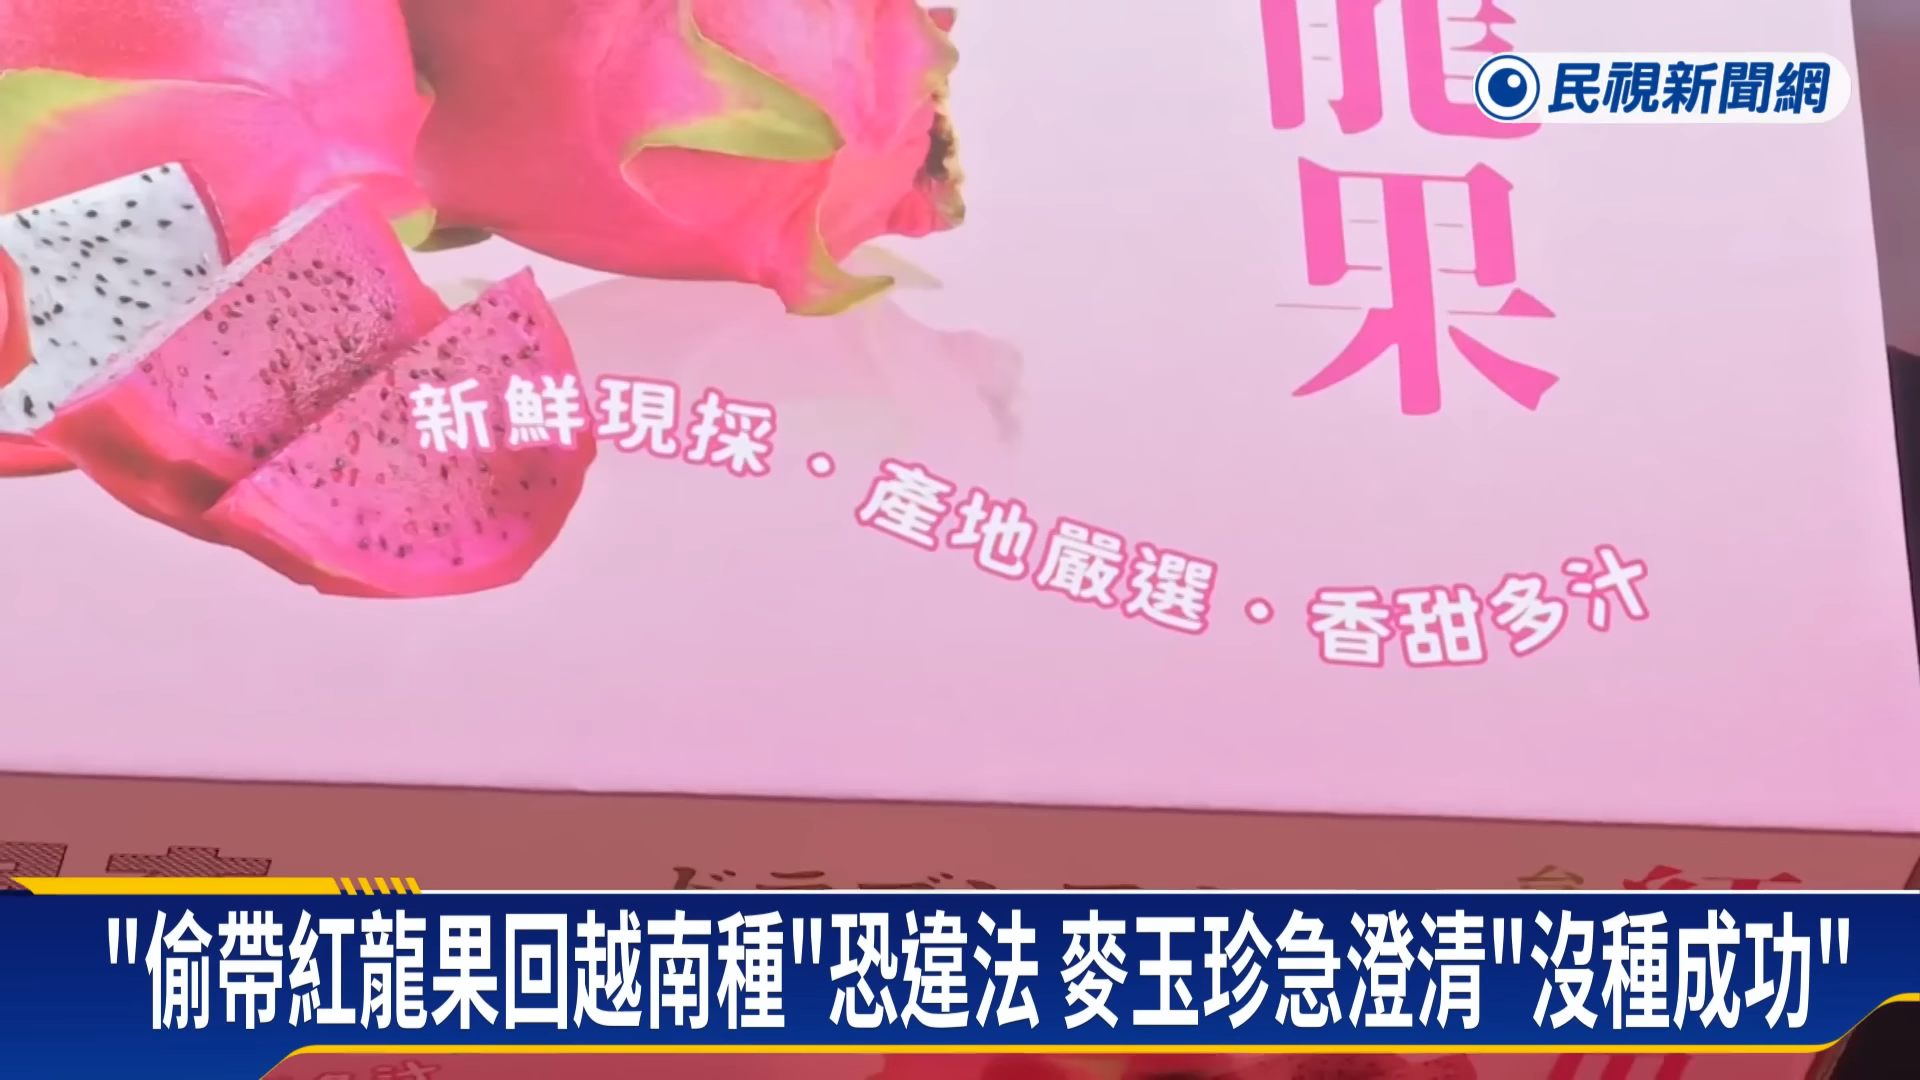 民視新聞網
龍
果
新鮮現採・產地嚴選・香甜多汁
"偷帶紅龍果回越南種"恐違法 麥玉珍急澄清"沒種成功"